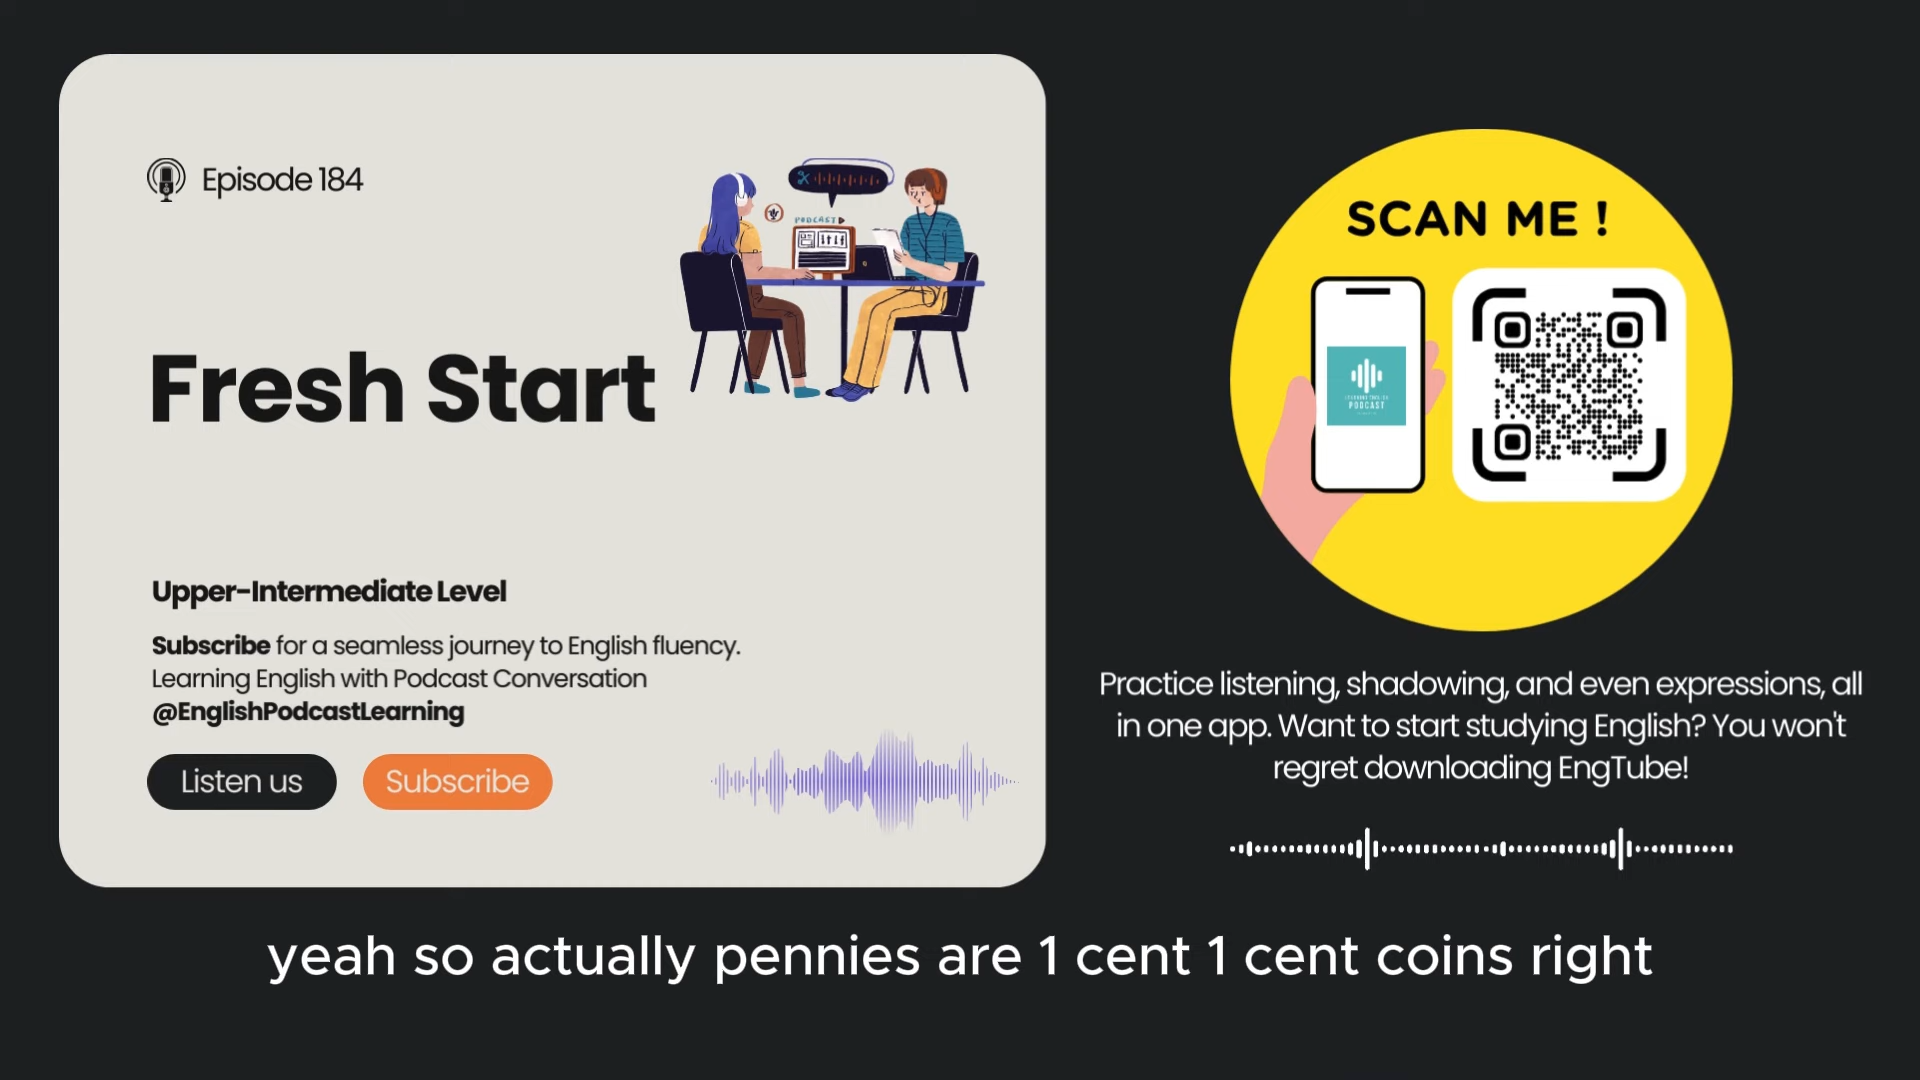 Episode 184
PODCAST
Fresh Start
Upper-Intermediate Level
Subscribe for a seamless journey to English fluency.
Learning English with Podcast Conversation
@EnglishPodcastLearning
Listen us
Subscribe
SCAN ME !
PODCAST
Practice listening, shadowing, and even expressions, all
in one app. Want to start studying English? You won't
regret downloading EngTube!
yeah so actually pennies are 1 cent 1 cent coins right